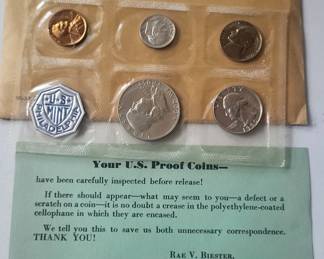 U.S.
PHILADELPHIA
Your U.S. Proof Coins—
have been carefully inspected before release!
If there should appear—what may seem to you—a defect or a
scratch on a coin—it is no doubt a crease in the polyethylene-coated
cellophane in which they are encased.
We tell you this to save us both unnecessary correspondence.
THANK YOU!
RAE V. BIESTER,